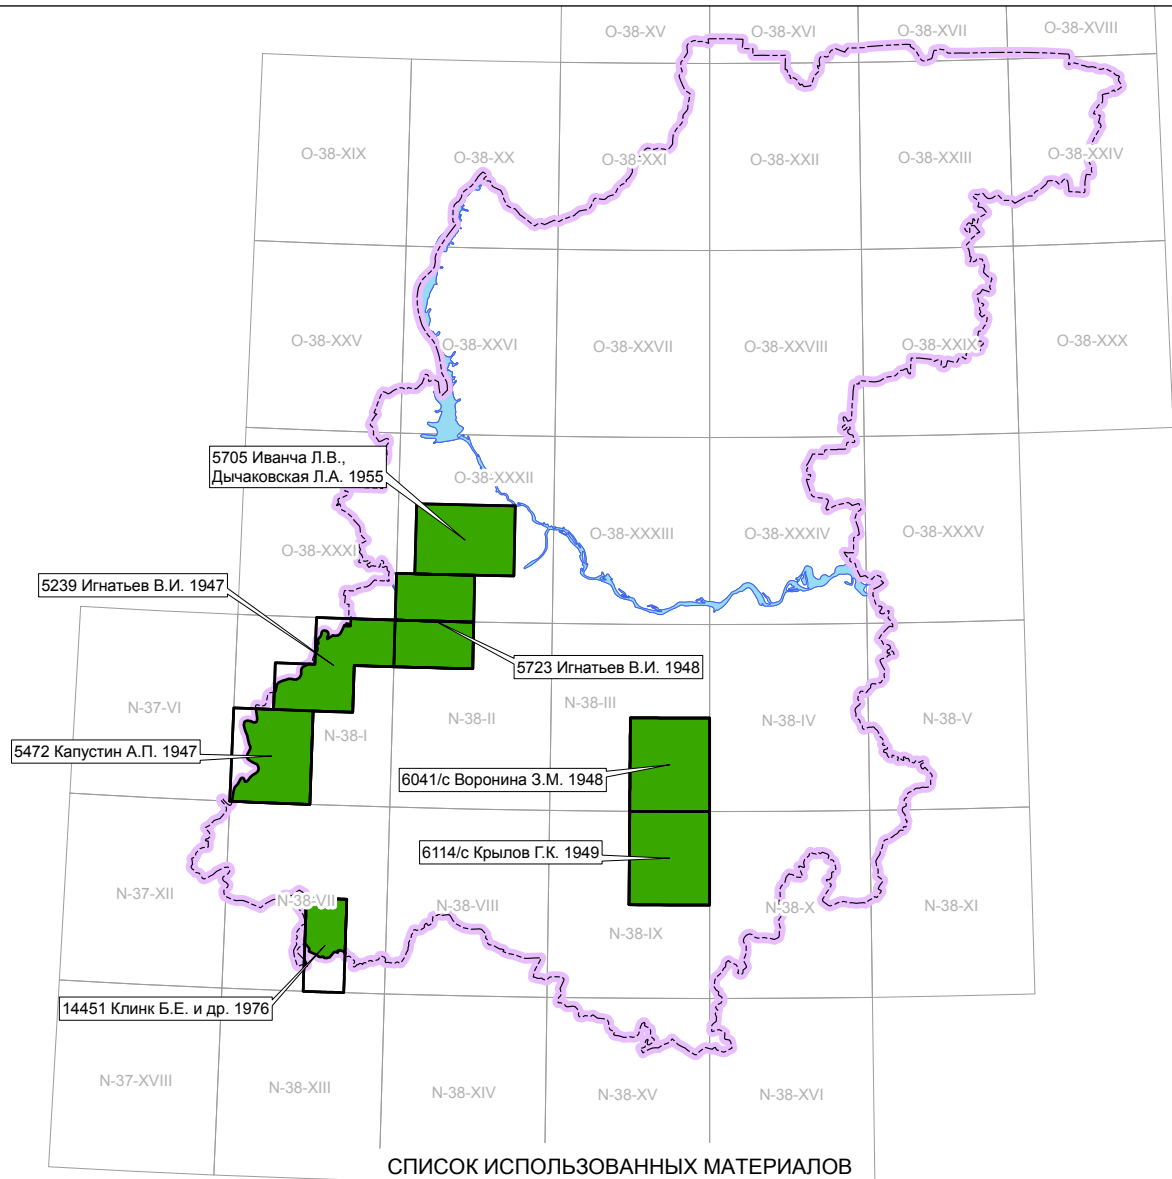 O-38-XV
O-38-XVI
O-38-XVII
O-38-XVIII
O-38-XIX
O-38-XX
O-38-XXI
O-38-XXII
O-38-XXIII
O-38-XXIV
O-38-XXV
O-38-XXVI
O-38-XXVII
O-38-XXVIII
O-38-XXIX
O-38-XXX
5705 Иванча Л.В.,
Дычаковская Л.А. 1955
O-38-XXXII
O-38-XXXI
O-38-XXXIII
O-38-XXXIV
O-38-XXXV
5239 Игнатьев В.И. 1947
5723 Игнатьев В.И. 1948
N-37-VI
N-38-I
N-38-II
N-38-III
N-38-IV
N-38-V
5472 Капустин А.П. 1947
6041/с Воронина З.М. 1948
6114/с Крылов Г.К. 1949
N-37-XII
N-38-VII
N-38-VIII
N-38-IX
N-38-X
N-38-XI
14451 Клинк Б.Е. и др. 1976
N-37-XVIII
N-38-XIII
N-38-XIV
N-38-XV
N-38-XVI
СПИСОК ИСПОЛЬЗОВАННЫХ МАТЕРИАЛОВ